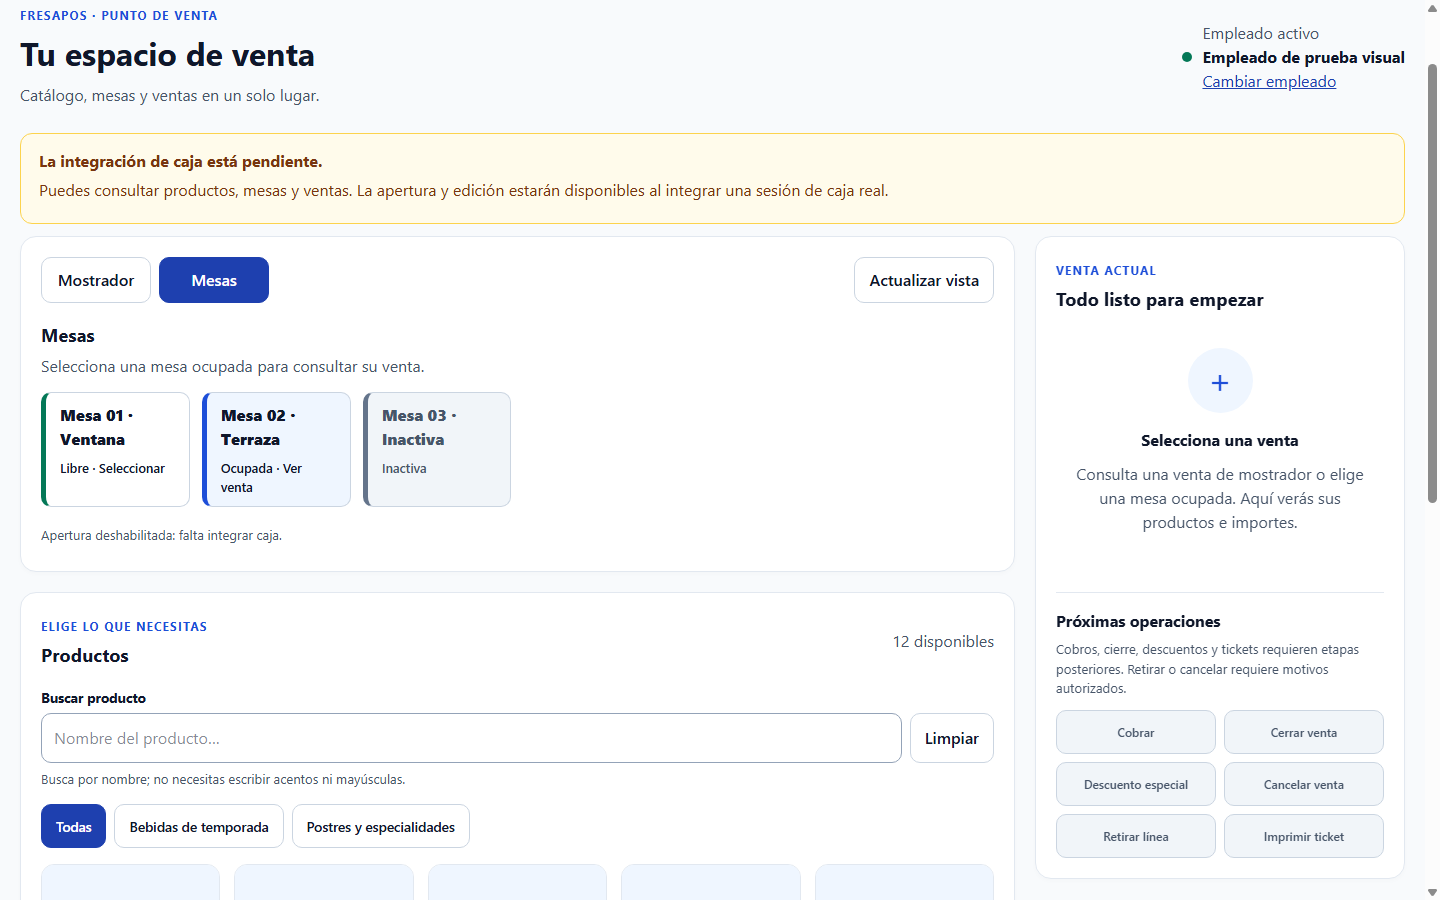 FRESAPOS · PUNTO DE VENTA
Tu espacio de venta
Catálogo, mesas y ventas en un solo lugar.
Empleado activo
Empleado de prueba visual
Cambiar empleado
La integración de caja está pendiente.
Puedes consultar productos, mesas y ventas. La apertura y edición estarán disponibles al integrar una sesión de caja real.
Mostrador
Mesas
Actualizar vista
Mesas
Selecciona una mesa ocupada para consultar su venta.
Mesa 01 ·
Ventana
Libre · Seleccionar
Mesa 02 ·
Terraza
Ocupada · Ver
venta
Mesa 03 ·
Inactiva
Inactiva
Apertura deshabilitada: falta integrar caja.
ELIGE LO QUE NECESITAS
Productos
12 disponibles
Buscar producto
Nombre del producto...
Limpiar
Busca por nombre; no necesitas escribir acentos ni mayúsculas.
Todas
Bebidas de temporada
Postres y especialidades
VENTA ACTUAL
Todo listo para empezar
+
Selecciona una venta
Consulta una venta de mostrador o elige
una mesa ocupada. Aquí verás sus
productos e importes.
Próximas operaciones
Cobros, cierre, descuentos y tickets requieren etapas
posteriores. Retirar o cancelar requiere motivos
autorizados.
Cobrar
Cerrar venta
Descuento especial
Cancelar venta
Retirar línea
Imprimir ticket